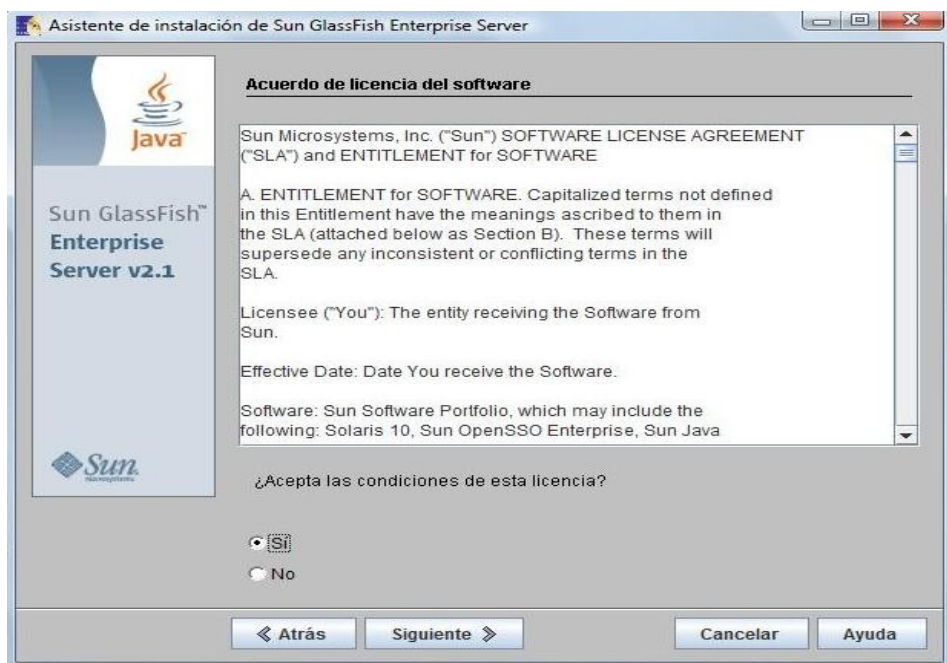 Asistente de instalación de Sun GlassFish Enterprise Server
Java™
Sun GlassFish™
Enterprise
Server v2.1
Sun
microsystems
Acuerdo de licencia del software
Sun Microsystems, Inc. ("Sun") SOFTWARE LICENSE AGREEMENT
("SLA") and ENTITLEMENT for SOFTWARE
A. ENTITLEMENT for SOFTWARE. Capitalized terms not defined
in this Entitlement have the meanings ascribed to them in
the SLA (attached below as Section B).  These terms will
supersede any inconsistent or conflicting terms in the
SLA.
Licensee ("You"): The entity receiving the Software from
Sun.
Effective Date: Date You receive the Software.
Software: Sun Software Portfolio, which may include the
following: Solaris 10, Sun OpenSSO Enterprise, Sun Java
¿Acepta las condiciones de esta licencia?
Sí
No
Atrás
Siguiente
Cancelar
Ayuda